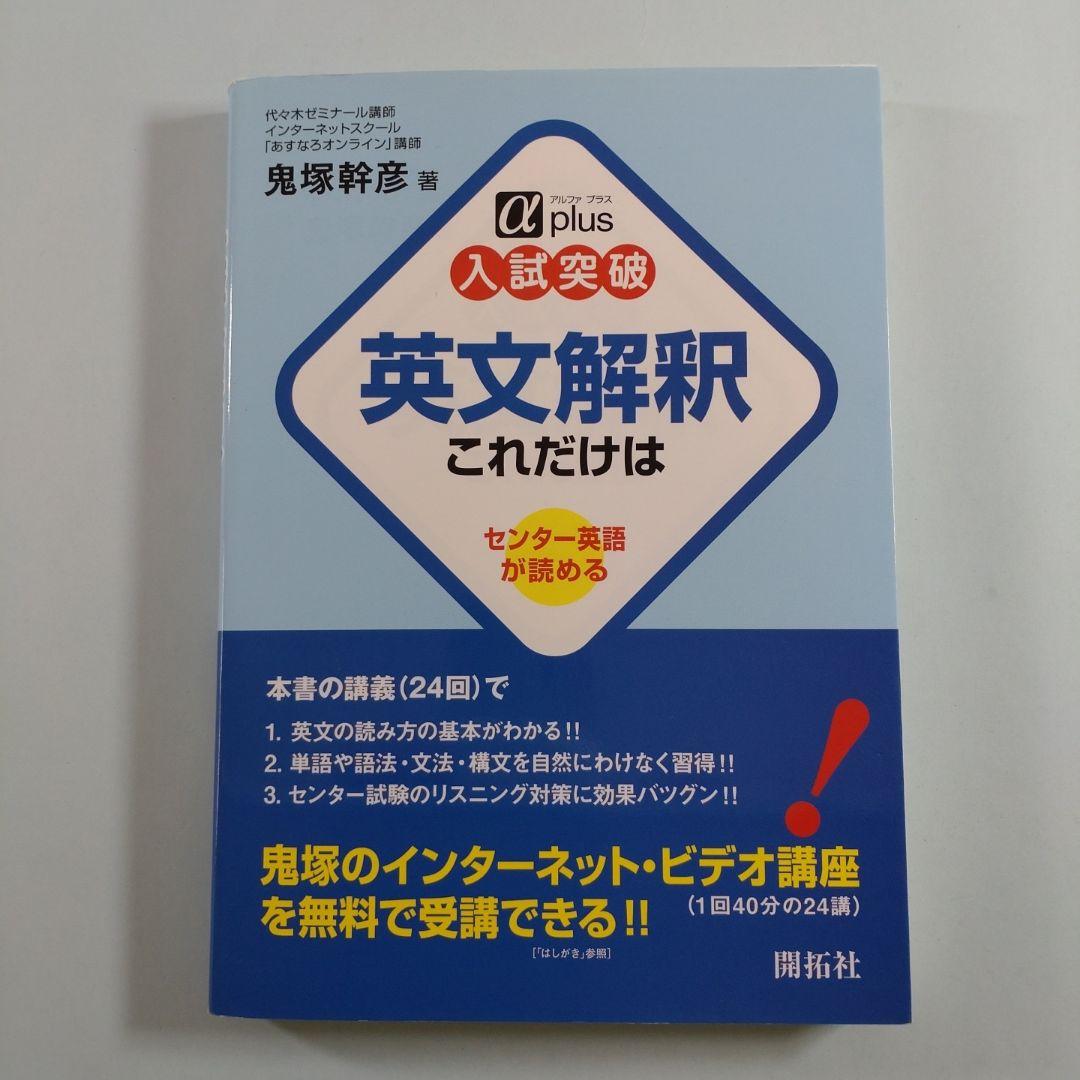 代々木ゼミナール講師
インターネットスクール
「あすなろオンライン」講師
鬼塚幹彦 著
アルファ プラス
α plus
入試突破
英文解釈
これだけは
センター英語
が読める
本書の講義(24回)で
1. 英文の読み方の基本がわかる!!
2. 単語や語法・文法・構文を自然にわけなく習得!!
3. センター試験のリスニング対策に効果バツグン!!
!
鬼塚のインターネット・ビデオ講座
を無料で受講できる!!
(1回40分の24講)
[「はしがき」参照]
開拓社